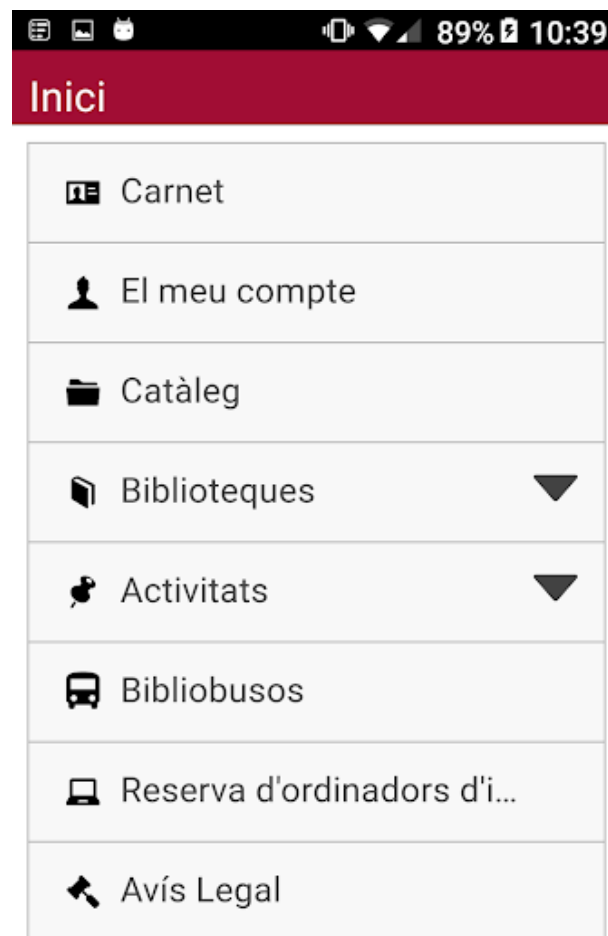 89% 10:39
Inici
Carnet
El meu compte
Catàleg
Biblioteques
Activitats
Bibliobusos
Reserva d'ordinadors d'i...
Avís Legal